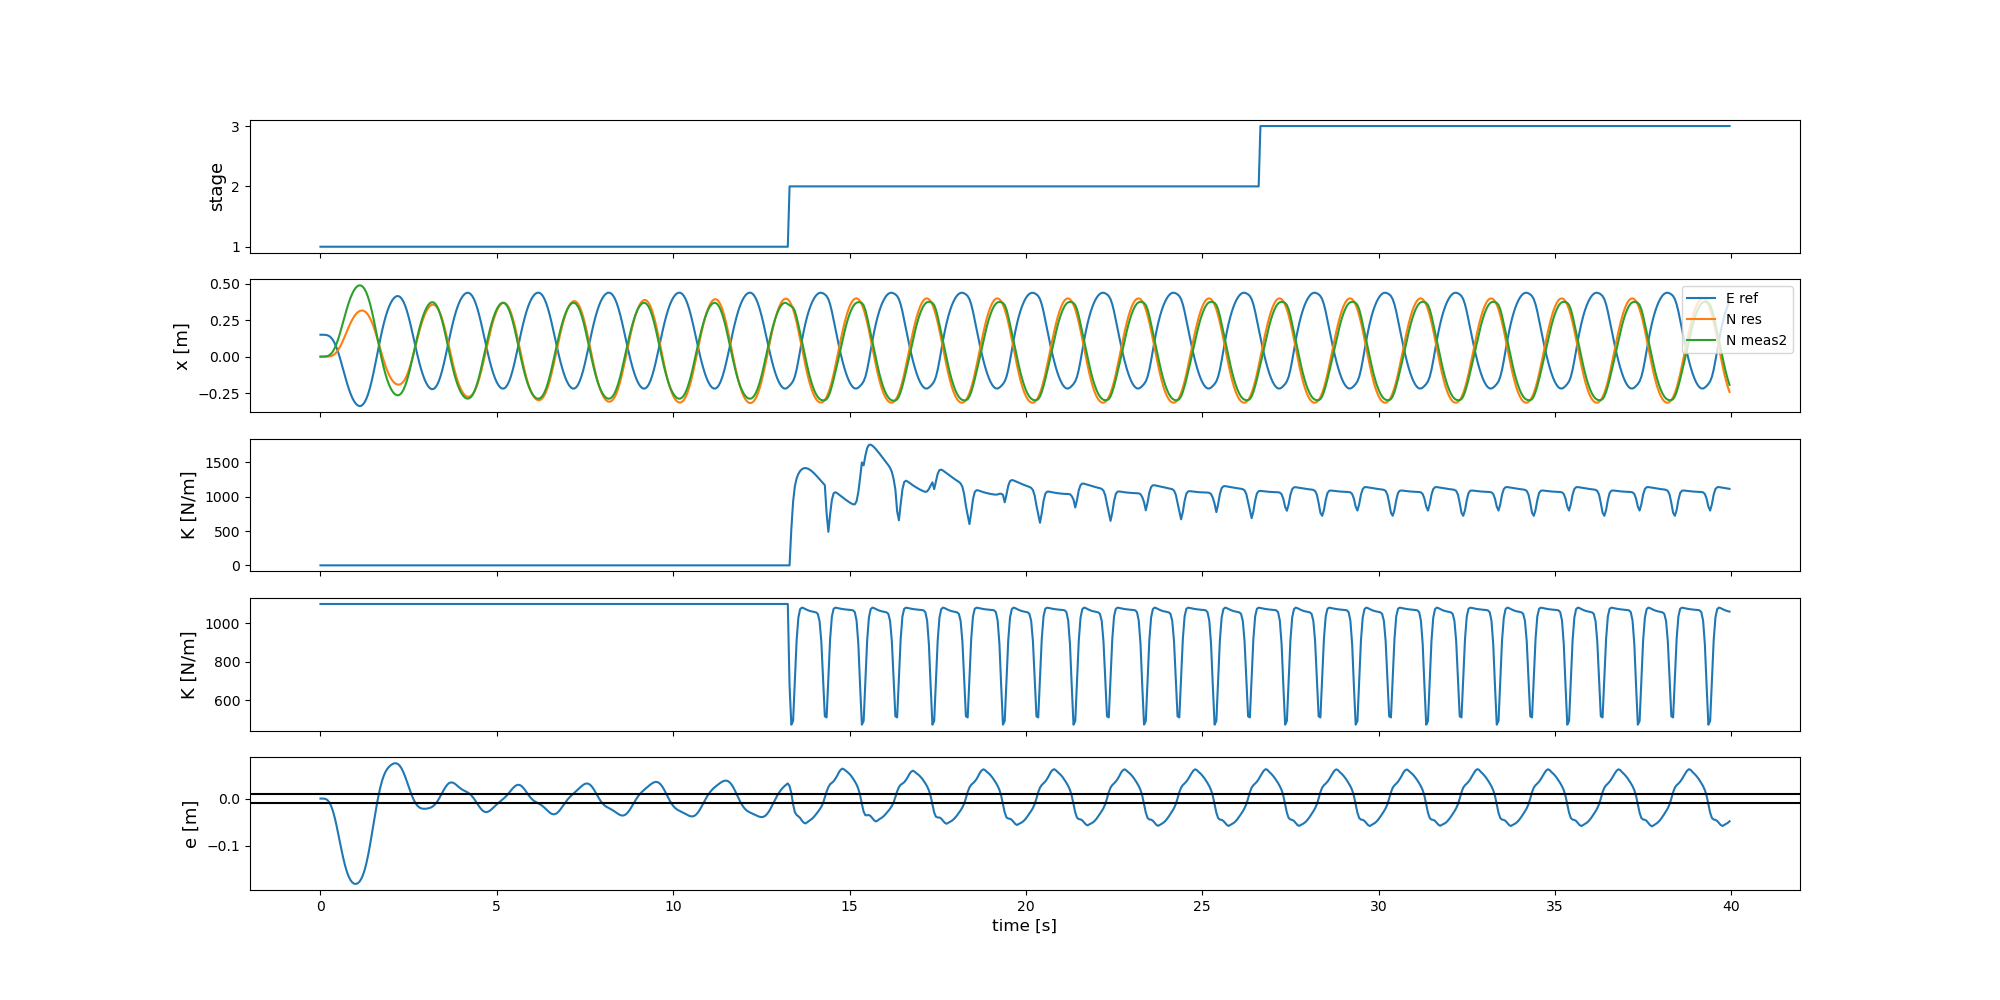 3
2
1
stage
0.50
0.25
0.00
−0.25
x [m]
E ref
N res
N meas2
1500
1000
500
0
K [N/m]
1000
800
600
K [N/m]
0.0
−0.1
e [m]
0 5 10 15 20 25 30 35 40
time [s]